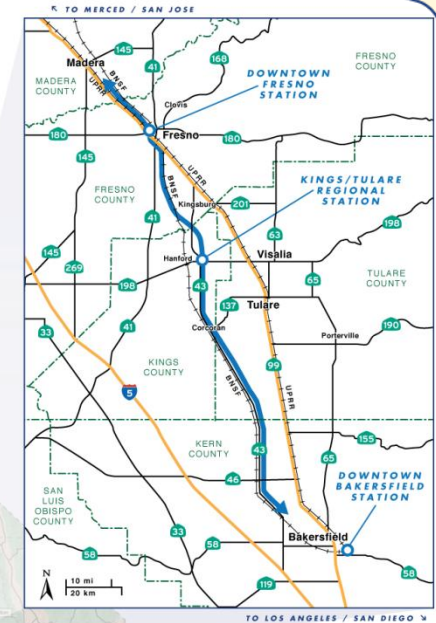 TO MERCED / SAN JOSE
145
41
168
FRESNO
COUNTY
Madera
BNSF
UPRR
MADERA
COUNTY
DOWNTOWN
FRESNO
STATION
Clovis
180
Fresno
180
145
FRESNO
COUNTY
BNSF
UPRR
KINGS/TULARE
REGIONAL
STATION
41
Kingsburg
201
63
198
145
Hanford
Visalia
269
198
43
65
TULARE
COUNTY
137
Tulare
33
41
Corcoran
Porterville
190
KINGS
COUNTY
BNSF
99
UPRR
5
KERN
COUNTY
43
155
65
46
DOWNTOWN
BAKERSFIELD
STATION
SAN
LUIS
OBISPO
COUNTY
33
58
58
Bakersfield
58
N
10 mi
20 km
119
TO LOS ANGELES / SAN DIEGO